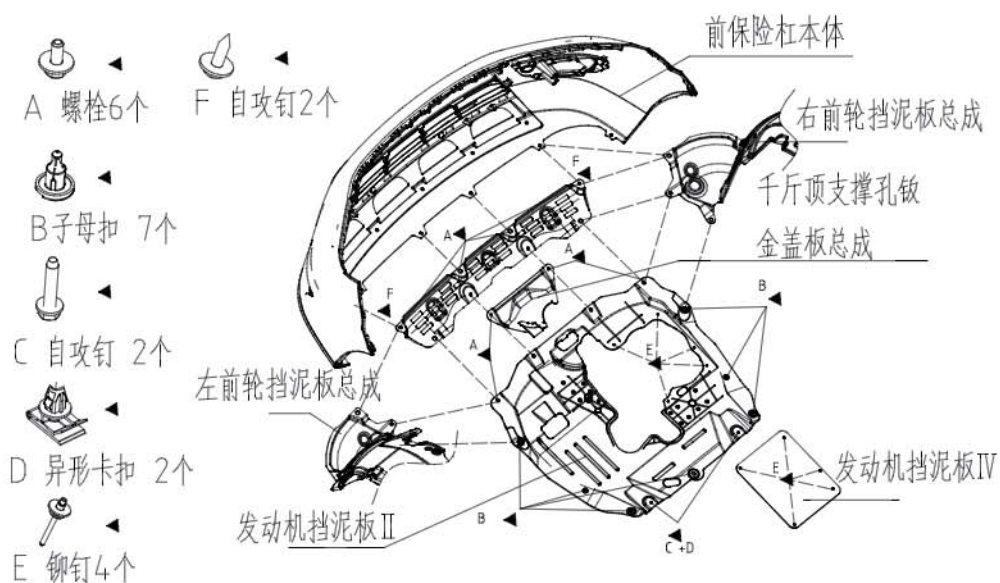 A 螺栓6个
F 自攻钉2个
B子母扣 7个
C 自攻钉 2个
D 异形卡扣 2个
E 铆钉4个
前保险杠本体
右前轮挡泥板总成
千斤顶支撑孔钣
金盖板总成
左前轮挡泥板总成
发动机挡泥板Ⅱ
发动机挡泥板Ⅳ
F
A
A
B
F
A
E
E
B
C+D